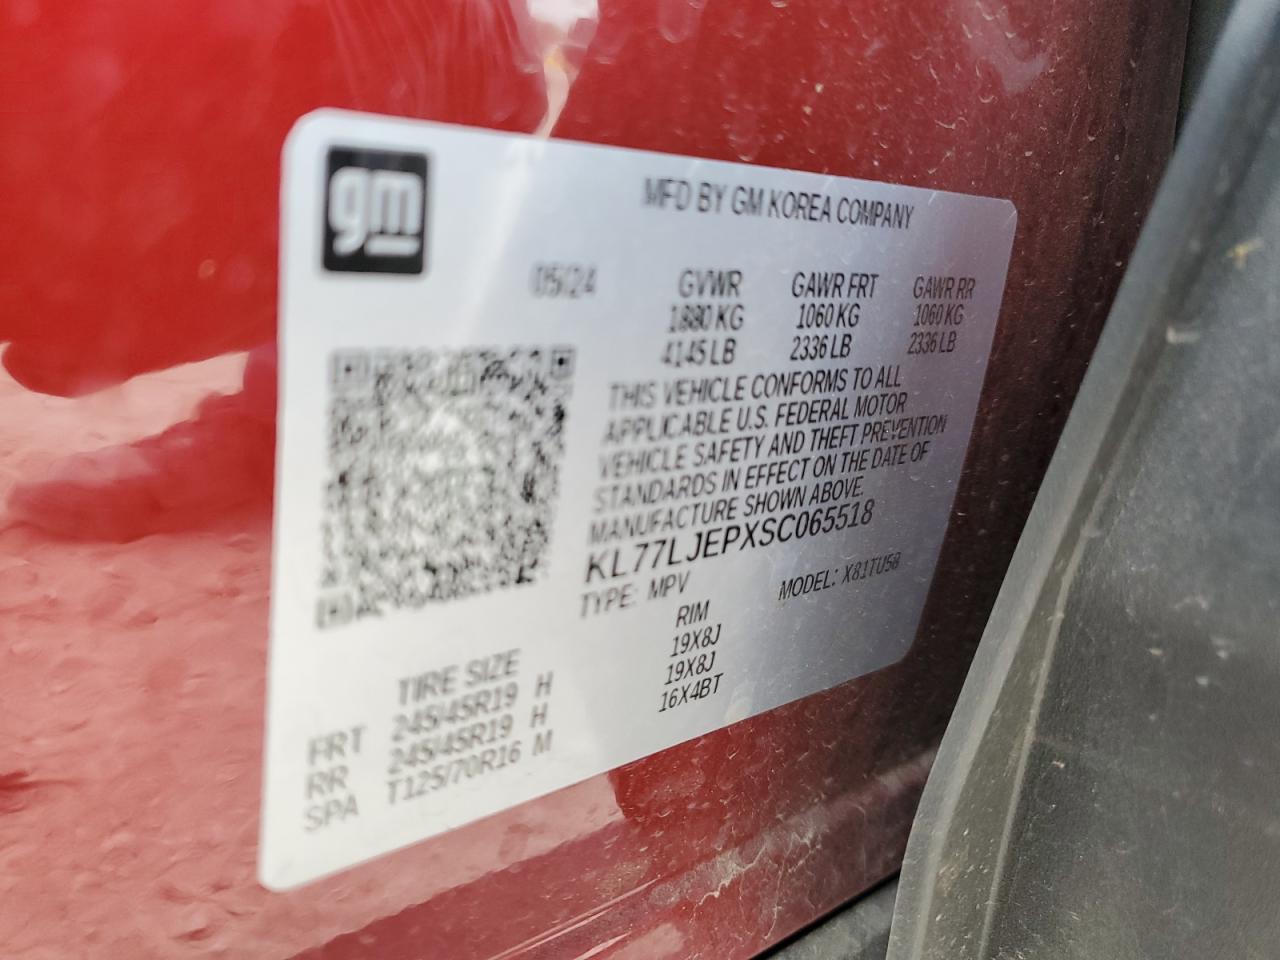 gm
MFD BY GM KOREA COMPANY
05/24 GVWR GAWR FRT GAWR RR
1880 KG 1060 KG 1060 KG
4145 LB 2336 LB 2336 LB
THIS VEHICLE CONFORMS TO ALL
APPLICABLE U.S. FEDERAL MOTOR
VEHICLE SAFETY AND THEFT PREVENTION
STANDARDS IN EFFECT ON THE DATE OF
MANUFACTURE SHOWN ABOVE.
KL77LJEPXSC065518
TYPE: MPV MODEL: X81TU58
TIRE SIZE RIM
FRT 245/45R19 H 19X8J
RR 245/45R19 H 19X8J
SPA T125/70R16 M 16X4BT